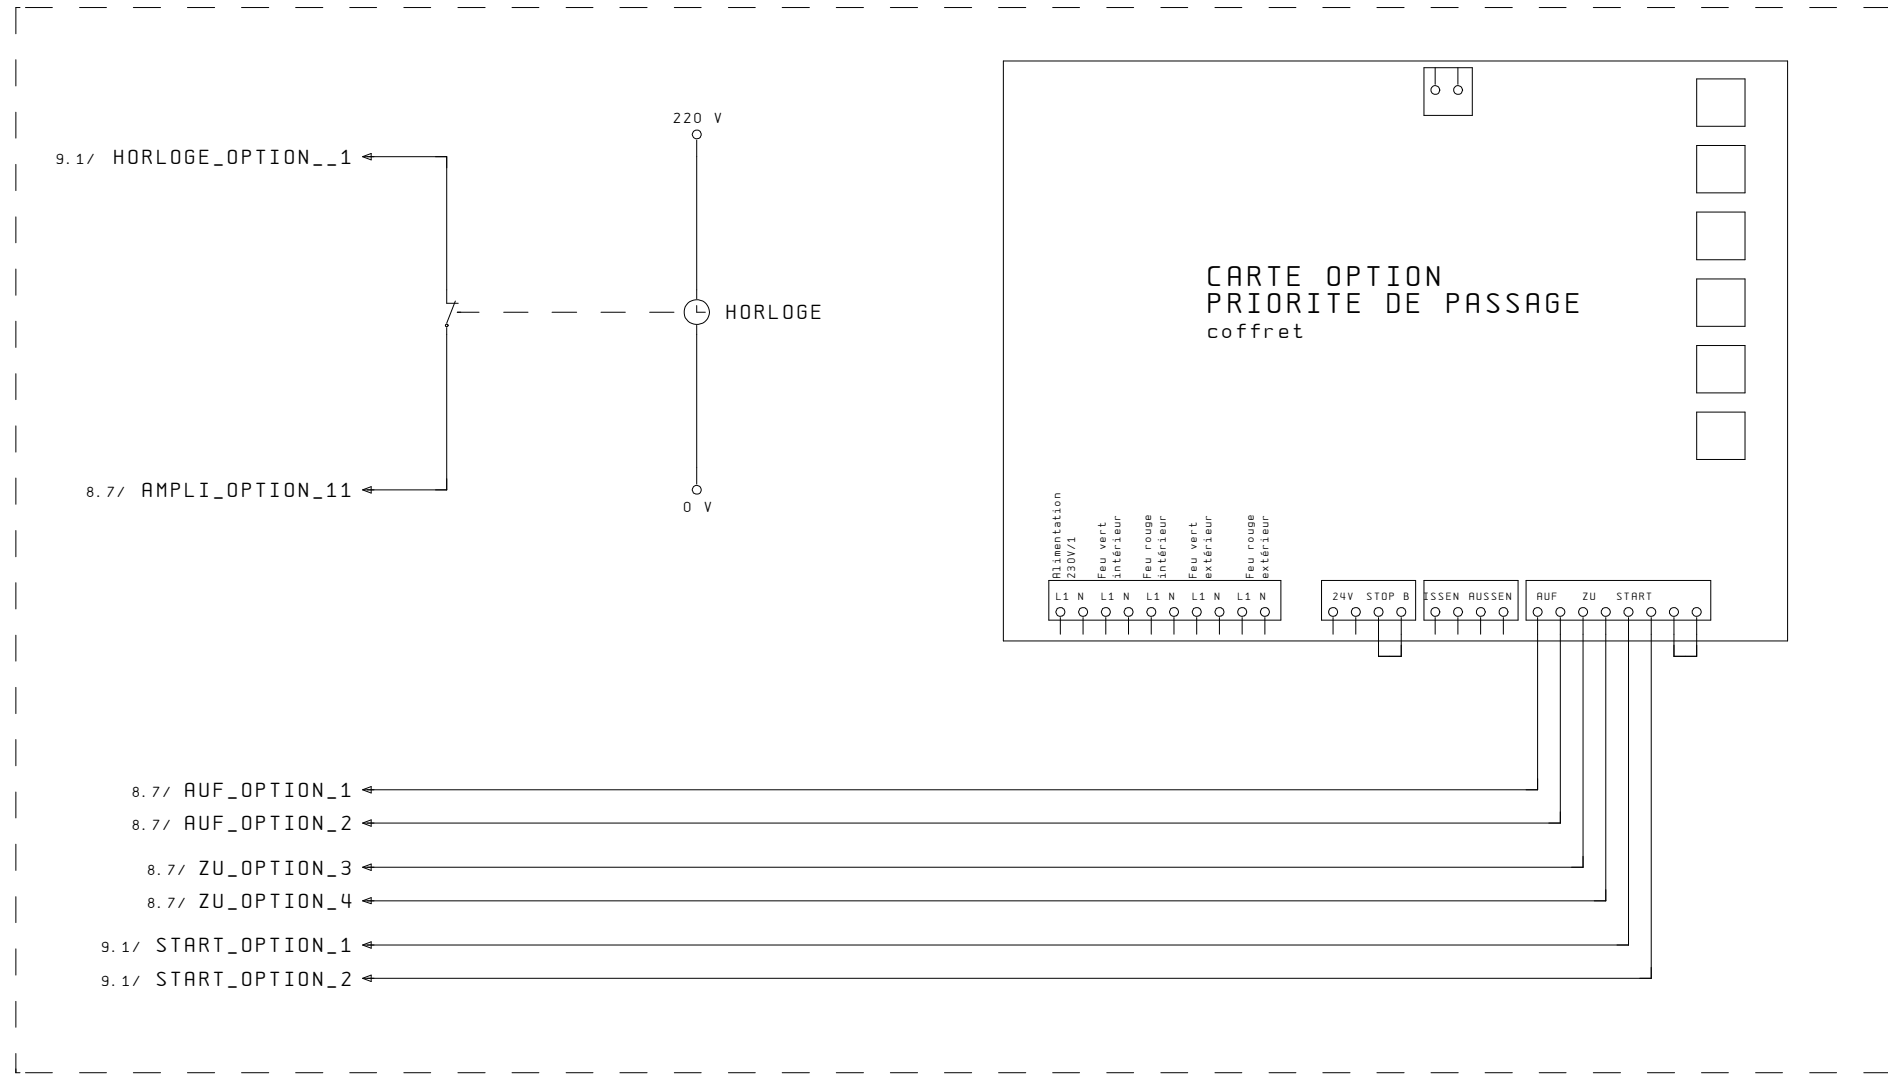 220 V
9.1/ HORLOGE_OPTION__1
CARTE OPTION
PRIORITE DE PASSAGE
coffret
HORLOGE
8.7/ AMPLI_OPTION_11
0 V
Alimentation
230V/1
Feu vert
intérieur
Feu rouge
intérieur
Feu vert
extérieur
Feu rouge
extérieur
L1 N L1 N L1 N L1 N L1 N
24V STOP B
ISSEN AUSSEN
AUF ZU START
8.7/ AUF_OPTION_1
8.7/ AUF_OPTION_2
8.7/ ZU_OPTION_3
8.7/ ZU_OPTION_4
9.1/ START_OPTION_1
9.1/ START_OPTION_2